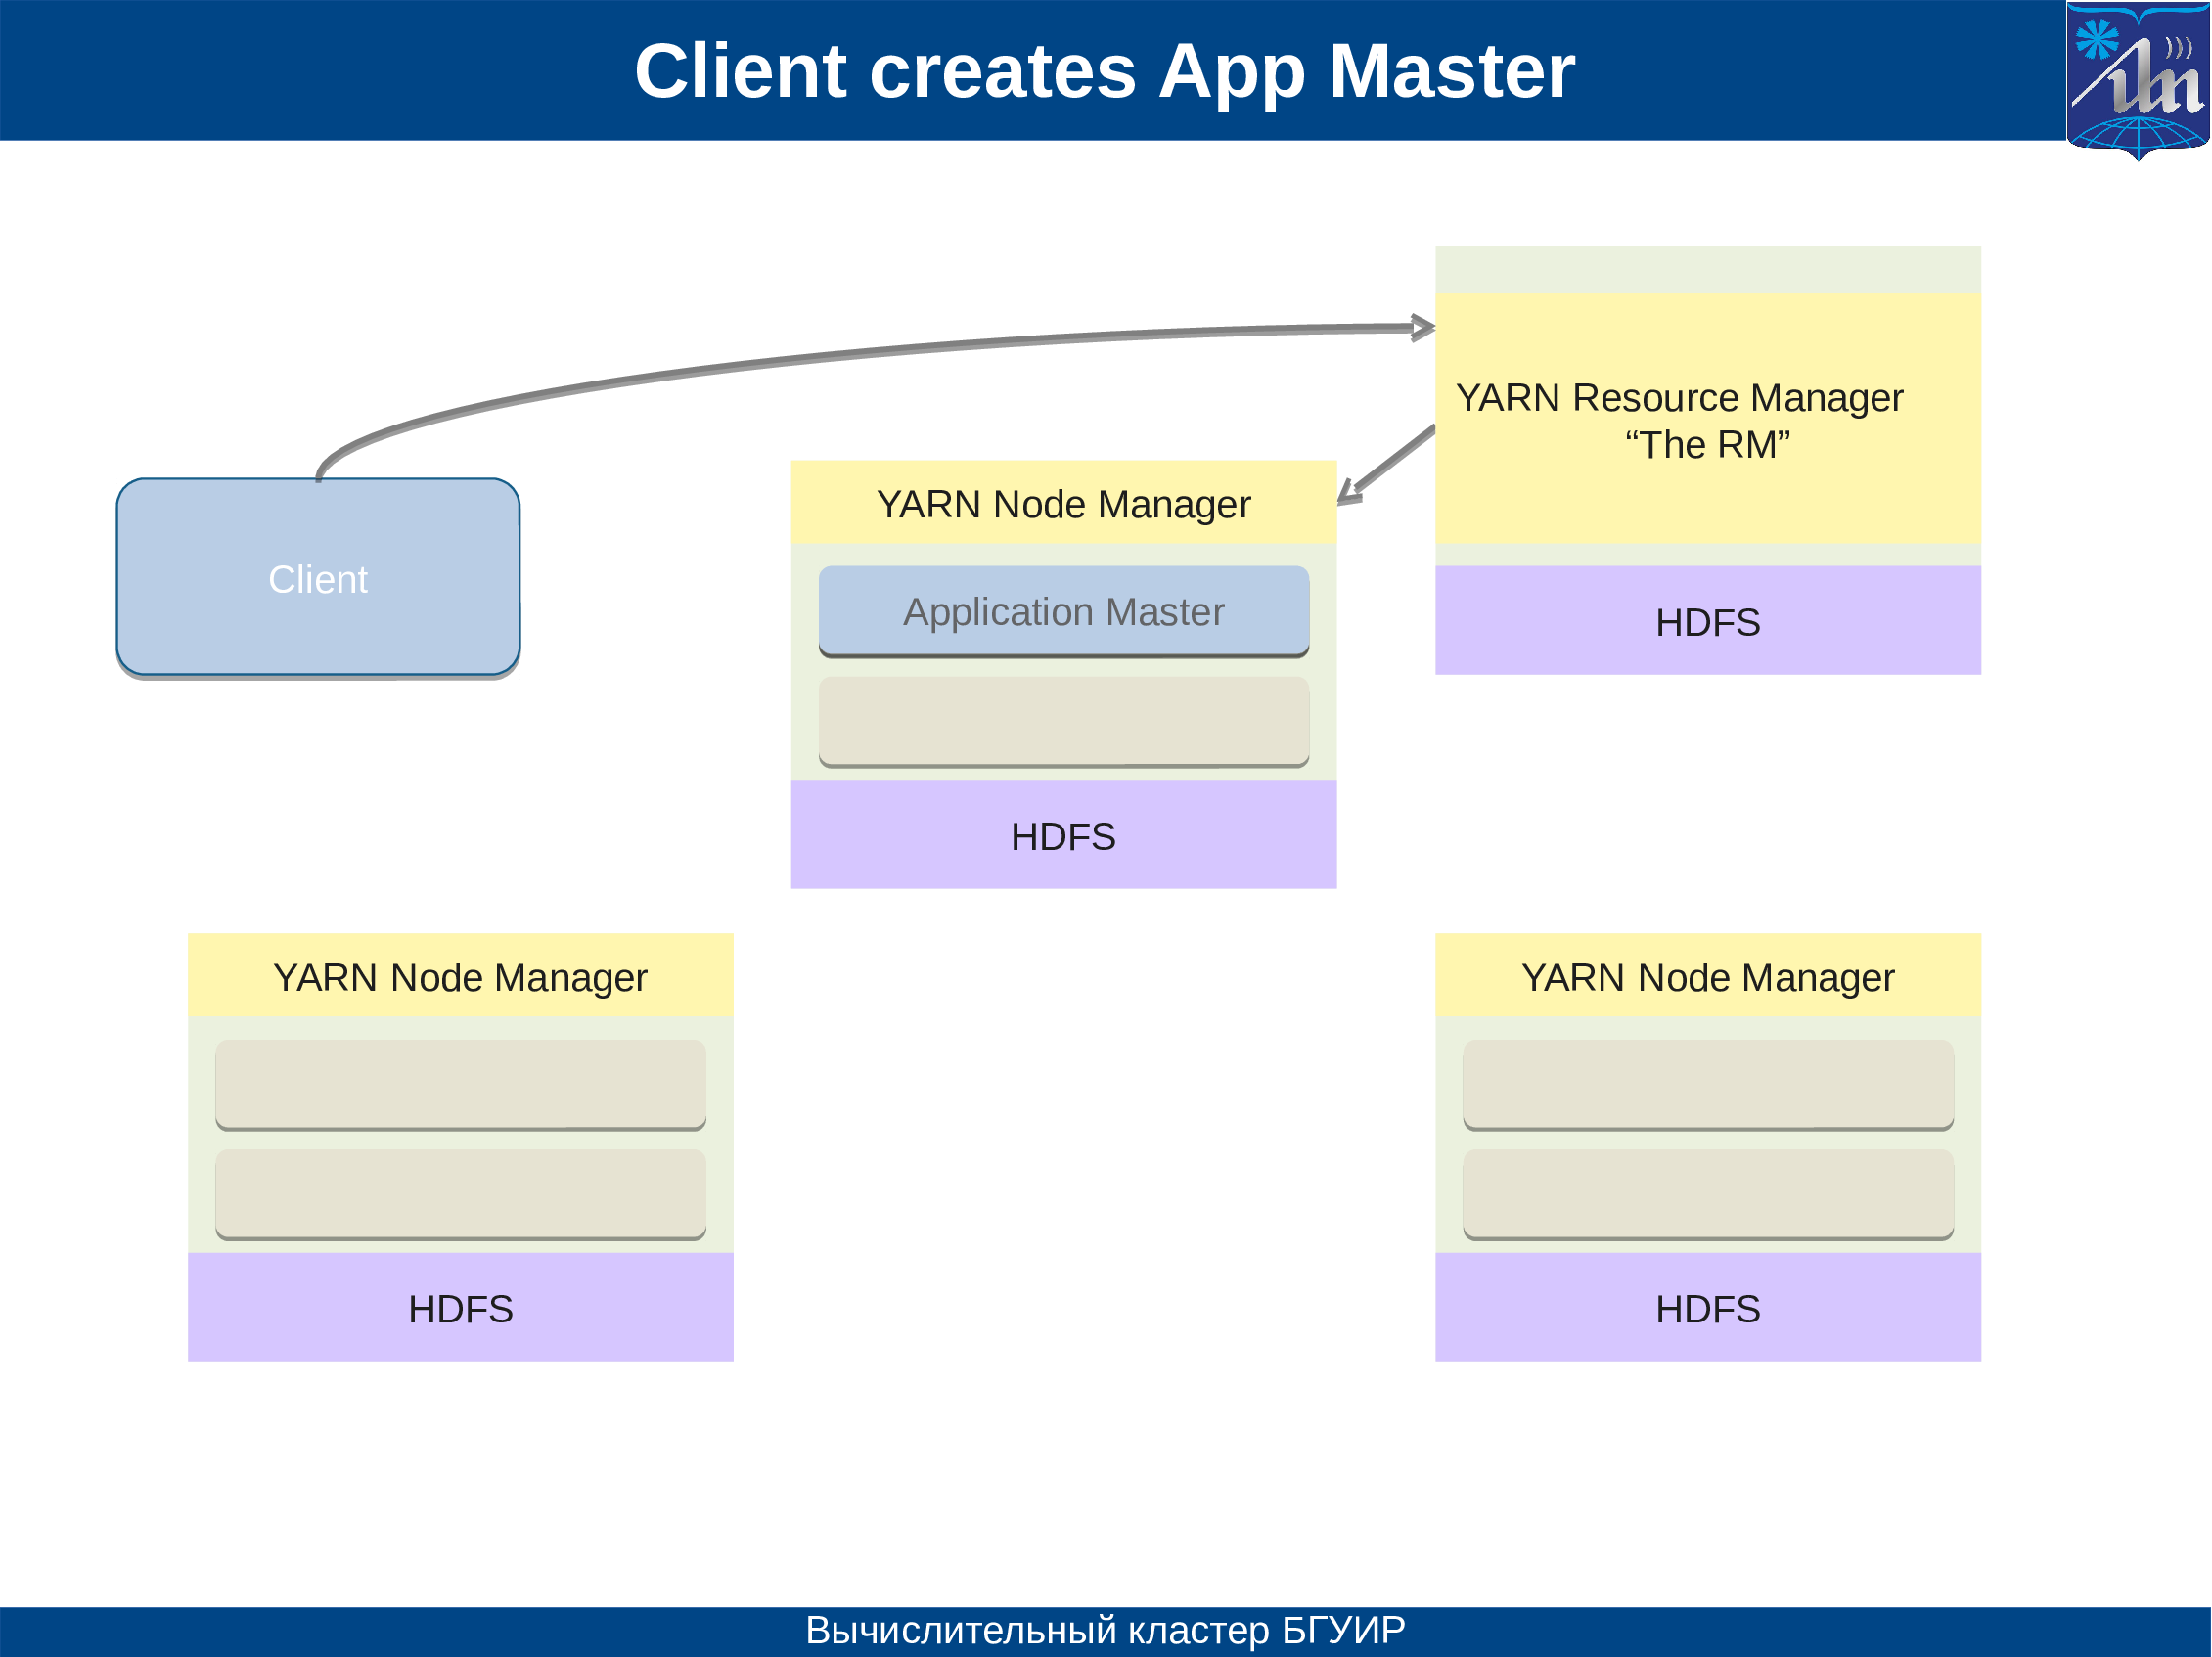 Client creates App Master
YARN Resource Manager
“The RM”
YARN Node Manager
Client
Application Master
HDFS
HDFS
YARN Node Manager
YARN Node Manager
HDFS
HDFS
Вычислительный кластер БГУИР